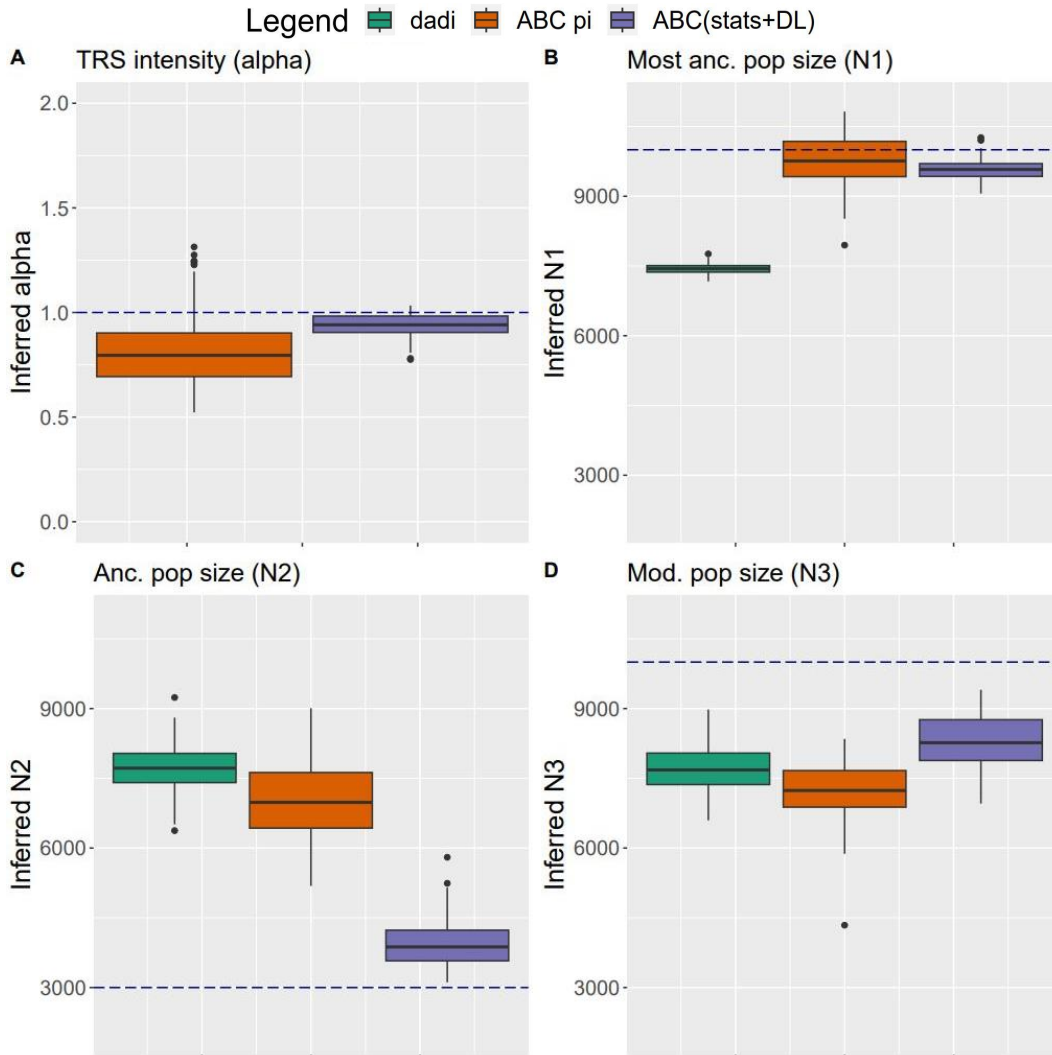 Legend dadi ABC pi ABC(stats+DL)
A TRS intensity (alpha)
2.0
1.5
1.0
0.5
0.0
Inferred alpha
B Most anc. pop size (N1)
9000
6000
3000
Inferred N1
C Anc. pop size (N2)
9000
6000
3000
Inferred N2
D Mod. pop size (N3)
9000
6000
3000
Inferred N3